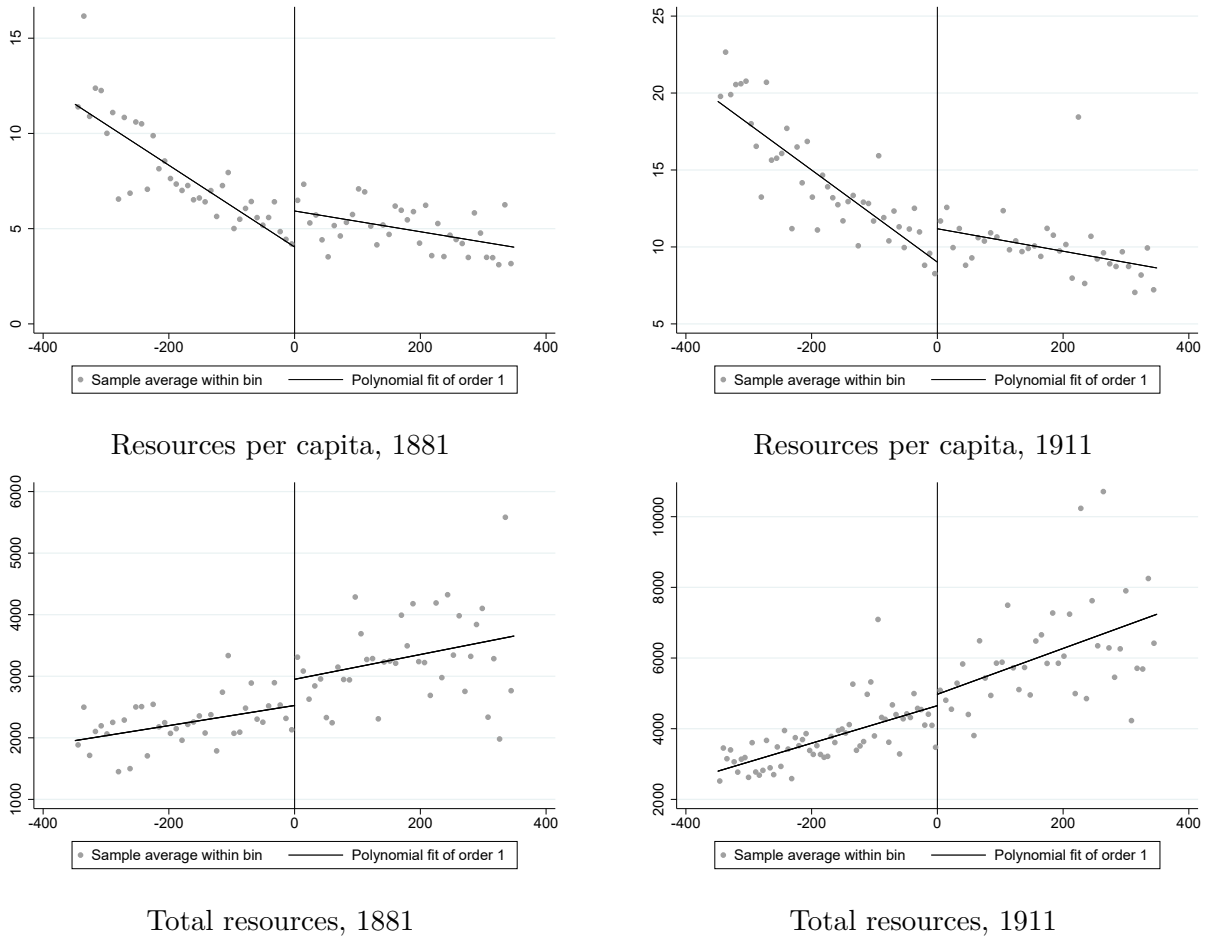 15
10
5
0
-400 -200 0 200 400
Sample average within bin Polynomial fit of order 1
Resources per capita, 1881
25
20
15
10
5
-400 -200 0 200 400
Sample average within bin Polynomial fit of order 1
Resources per capita, 1911
6000
5000
4000
3000
2000
1000
-400 -200 0 200 400
Sample average within bin Polynomial fit of order 1
Total resources, 1881
10000
8000
6000
4000
2000
-400 -200 0 200 400
Sample average within bin Polynomial fit of order 1
Total resources, 1911